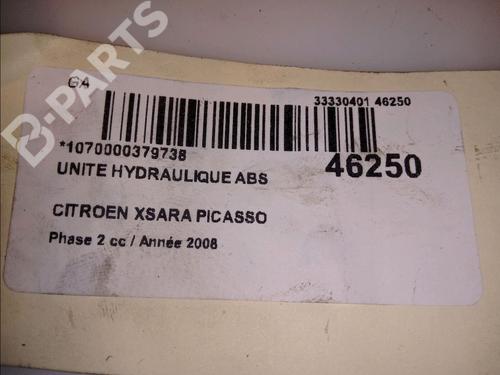 GA
33330401 46250
*1070000379738
46250
UNITE HYDRAULIQUE ABS
CITROEN XSARA PICASSO
Phase 2 cc / Année 2008
B-PARTS